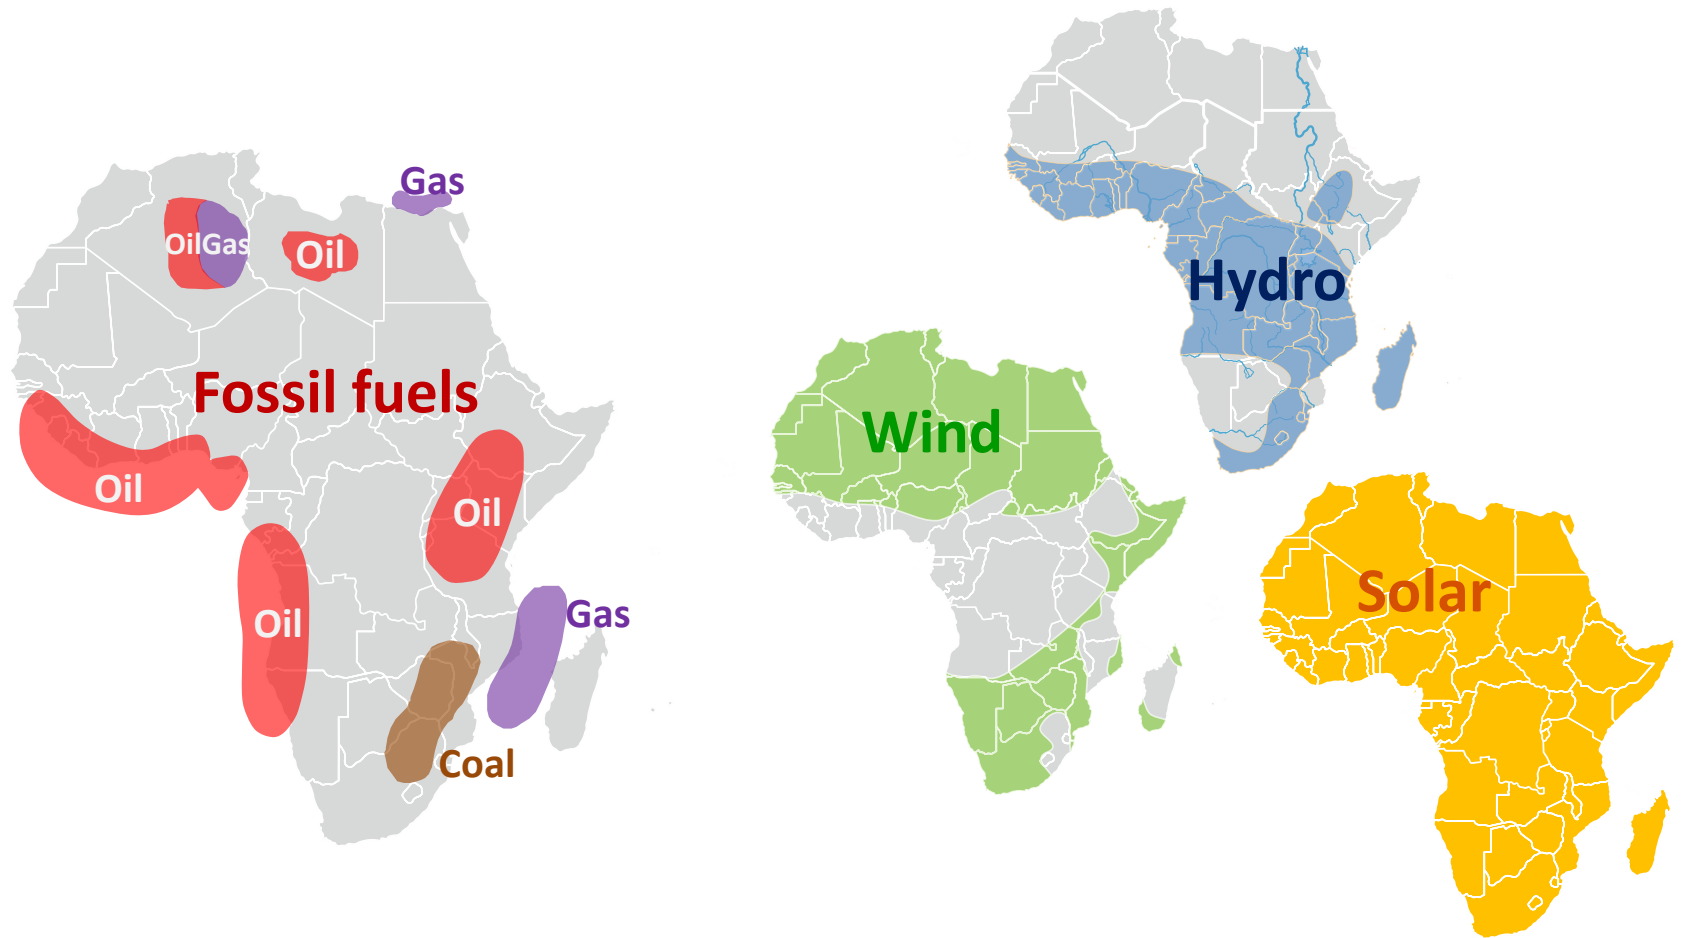 Gas
OilGas
Oil
Fossil fuels
Oil
Oil
Oil
Gas
Coal
Wind
Hydro
Solar